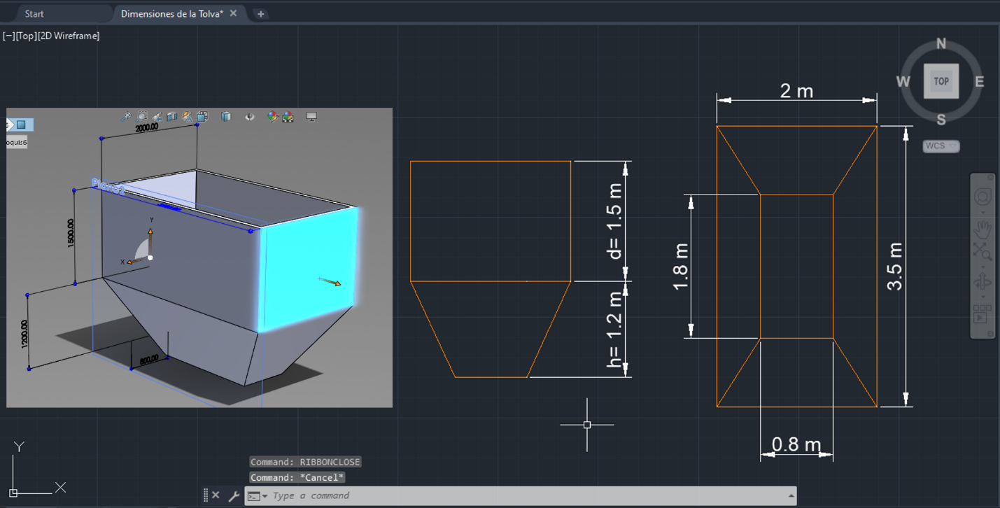 Start
Dimensiones de la Tolva*
[−][Top][2D Wireframe]
N
W
TOP
E
S
WCS
oquis6
2000.00
Plano2
1500.00
Y
X
1200.00
800.00
d= 1.5 m
h= 1.2 m
2 m
1.8 m
3.5 m
0.8 m
Y
X
Command: RIBBONCLOSE
Command: *Cancel*
Type a command